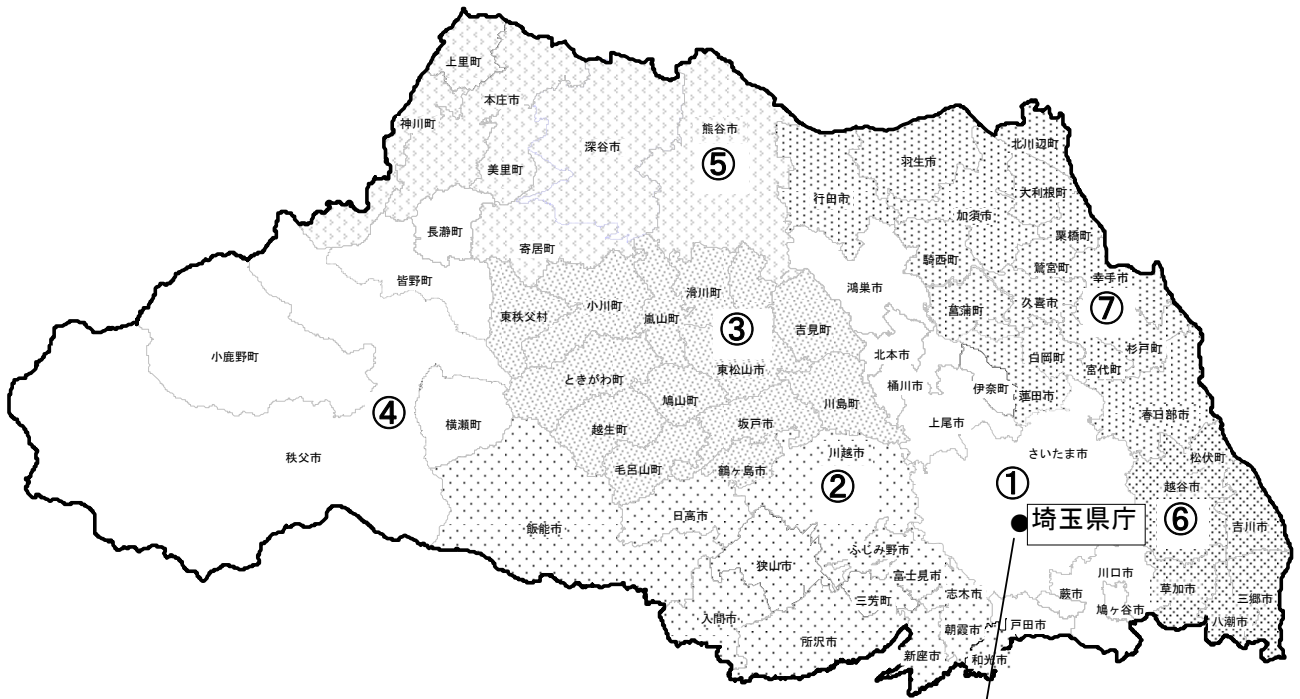 上里町
本庄市
神川町
深谷市
熊谷市
⑤
美里町
長瀞町
寄居町
皆野町
小鹿野町
④
横瀬町
秩父市
北川辺町
羽生市
大利根町
行田市
加須市
栗橋町
騎西町
鷲宮町
幸手市
鴻巣市
菖蒲町
久喜市
⑦
杉戸町
白岡町
宮代町
蓮田市
春日部市
滑川町
小川町
嵐山町
東秩父村
③
吉見町
東松山市
ときがわ町
鳩山町
川島町
坂戸市
越生町
毛呂山町
鶴ヶ島市
北本市
桶川市
伊奈町
上尾市
さいたま市
①
埼玉県庁
川越市
②
日高市
飯能市
ふじみ野市
狭山市
富士見市
三芳町
志木市
入間市
所沢市
朝霞市
新座市
和光市
戸田市
蕨市
川口市
鳩ヶ谷市
松伏町
越谷市
⑥
吉川市
草加市
三郷市
八潮市